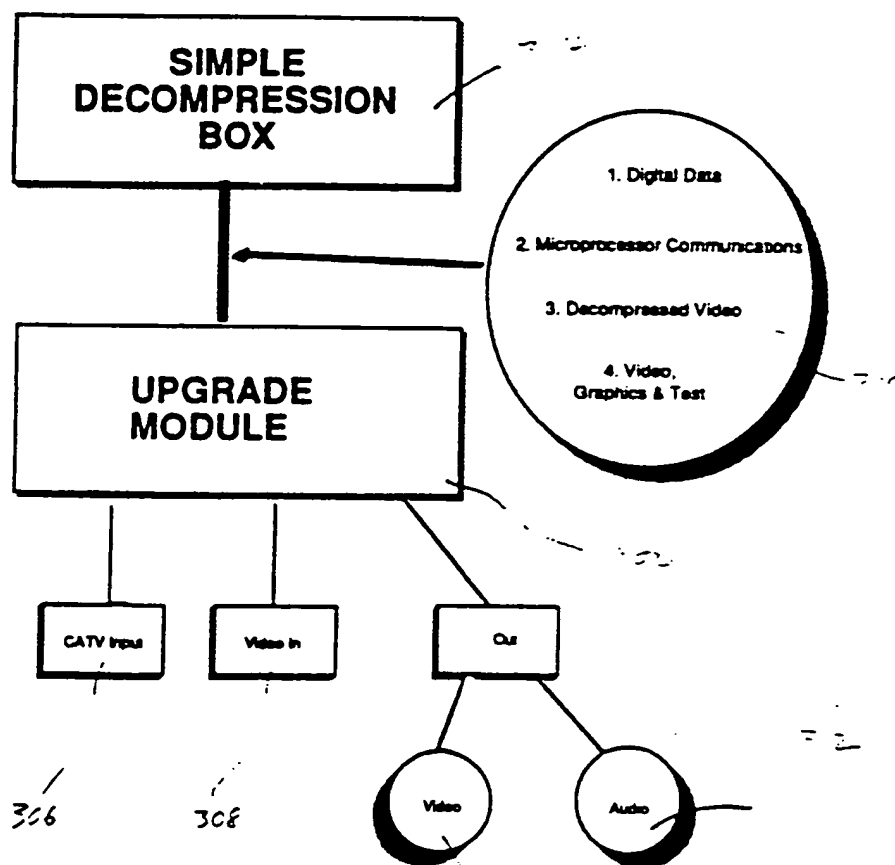 SIMPLE
DECOMPRESSION
BOX
1. Digital Data
2. Microprocessor Communications
3. Decompressed Video
4. Video,
Graphics & Test
UPGRADE
MODULE
CATV Input
Video In
Out
306
308
Video
Audio